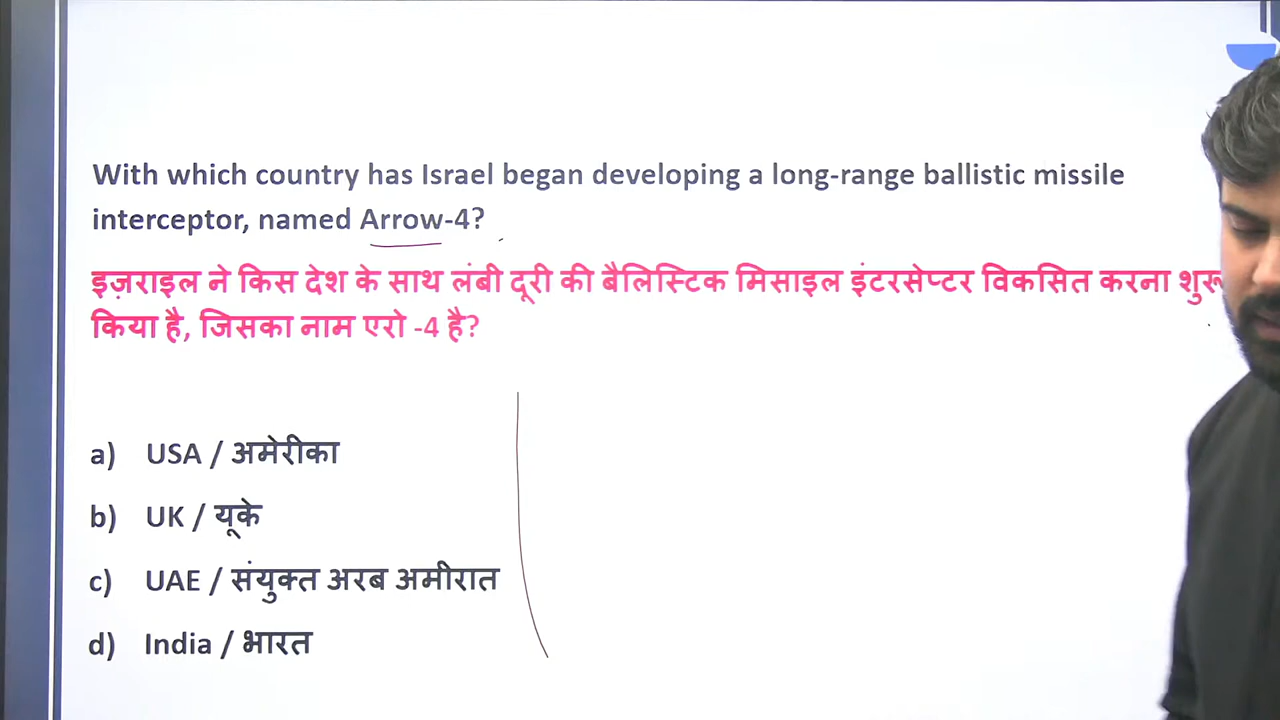 With which country has Israel began developing a long-range ballistic missile
interceptor, named Arrow-4?
इज़राइल ने किस देश के साथ लंबी दूरी की बैलिस्टिक मिसाइल इंटरसेप्टर विकसित करना शुरू
किया है, जिसका नाम एरो -4 है?
a) USA / अमेरीका
b) UK / यूके
c) UAE / संयुक्त अरब अमीरात
d) India / भारत